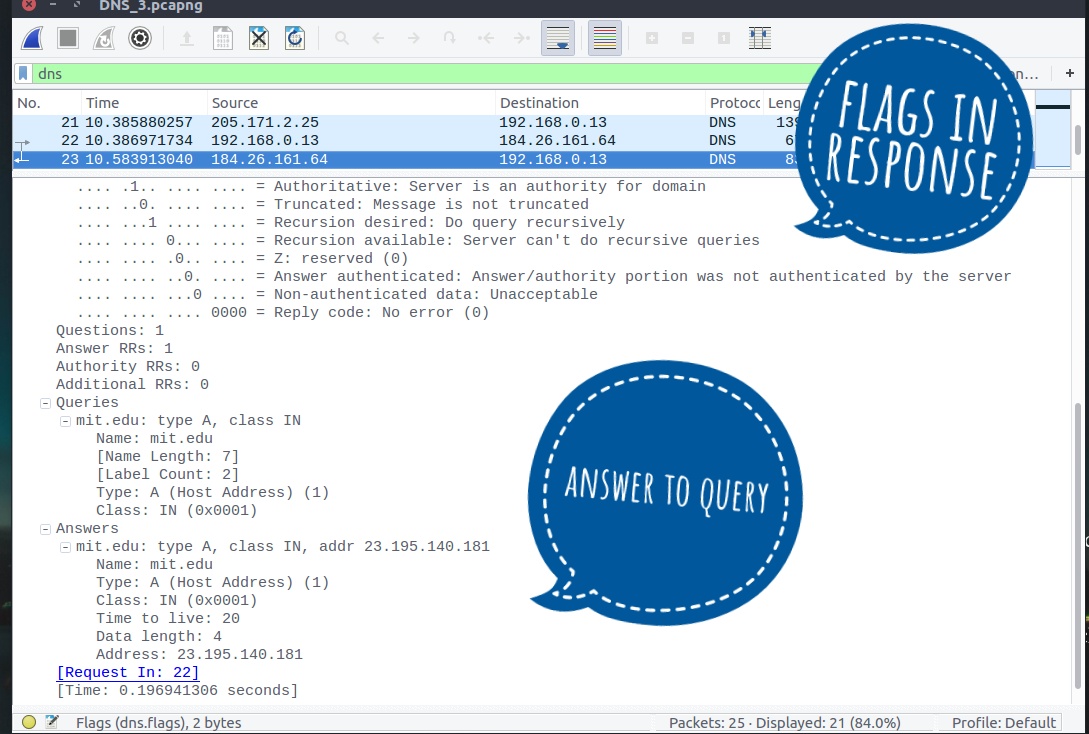 DNS_3.pcapng
dns
No. Time Source Destination Protocc Leng
21 10.385880257 205.171.2.25 192.168.0.13 DNS 139
22 10.386971734 192.168.0.13 184.26.161.64 DNS
23 10.583913040 184.26.161.64 192.168.0.13 DNS
FLAGS IN
RESPONSE
.... .1.. .... .... = Authoritative: Server is an authority for domain
.... ..0. .... .... = Truncated: Message is not truncated
.... ...1 .... .... = Recursion desired: Do query recursively
.... .... 0... .... = Recursion available: Server can't do recursive queries
.... .... .0.. .... = Z: reserved (0)
.... .... ..0. .... = Answer authenticated: Answer/authority portion was not authenticated by the server
.... .... ...0 .... = Non-authenticated data: Unacceptable
.... .... .... 0000 = Reply code: No error (0)
Questions: 1
Answer RRs: 1
Authority RRs: 0
Additional RRs: 0
Queries
mit.edu: type A, class IN
Name: mit.edu
[Name Length: 7]
[Label Count: 2]
Type: A (Host Address) (1)
Class: IN (0x0001)
Answers
mit.edu: type A, class IN, addr 23.195.140.181
Name: mit.edu
Type: A (Host Address) (1)
Class: IN (0x0001)
Time to live: 20
Data length: 4
Address: 23.195.140.181
[Request In: 22]
[Time: 0.196941306 seconds]
ANSWER TO QUERY
Flags (dns.flags), 2 bytes Packets: 25 · Displayed: 21 (84.0%) Profile: Default